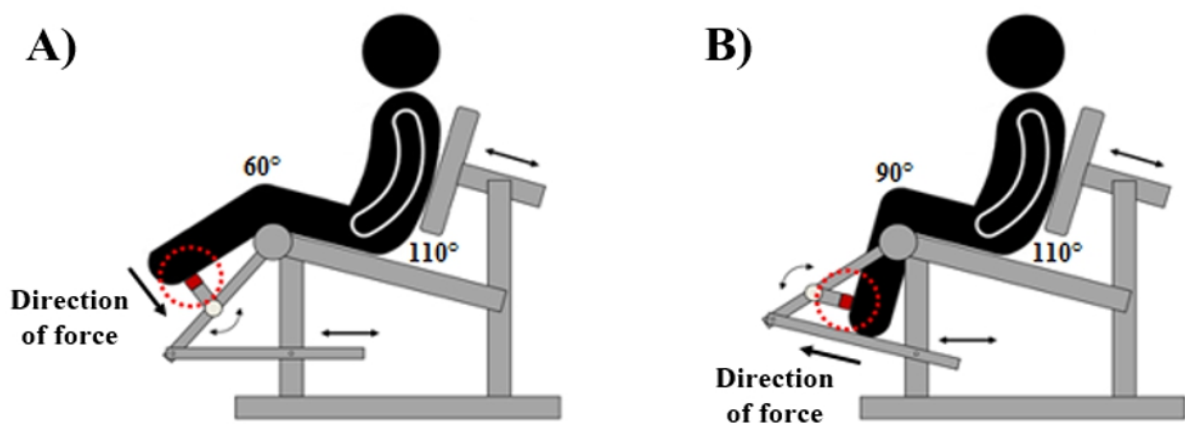 A)
60°
110°
Direction
of force
B)
90°
110°
Direction
of force